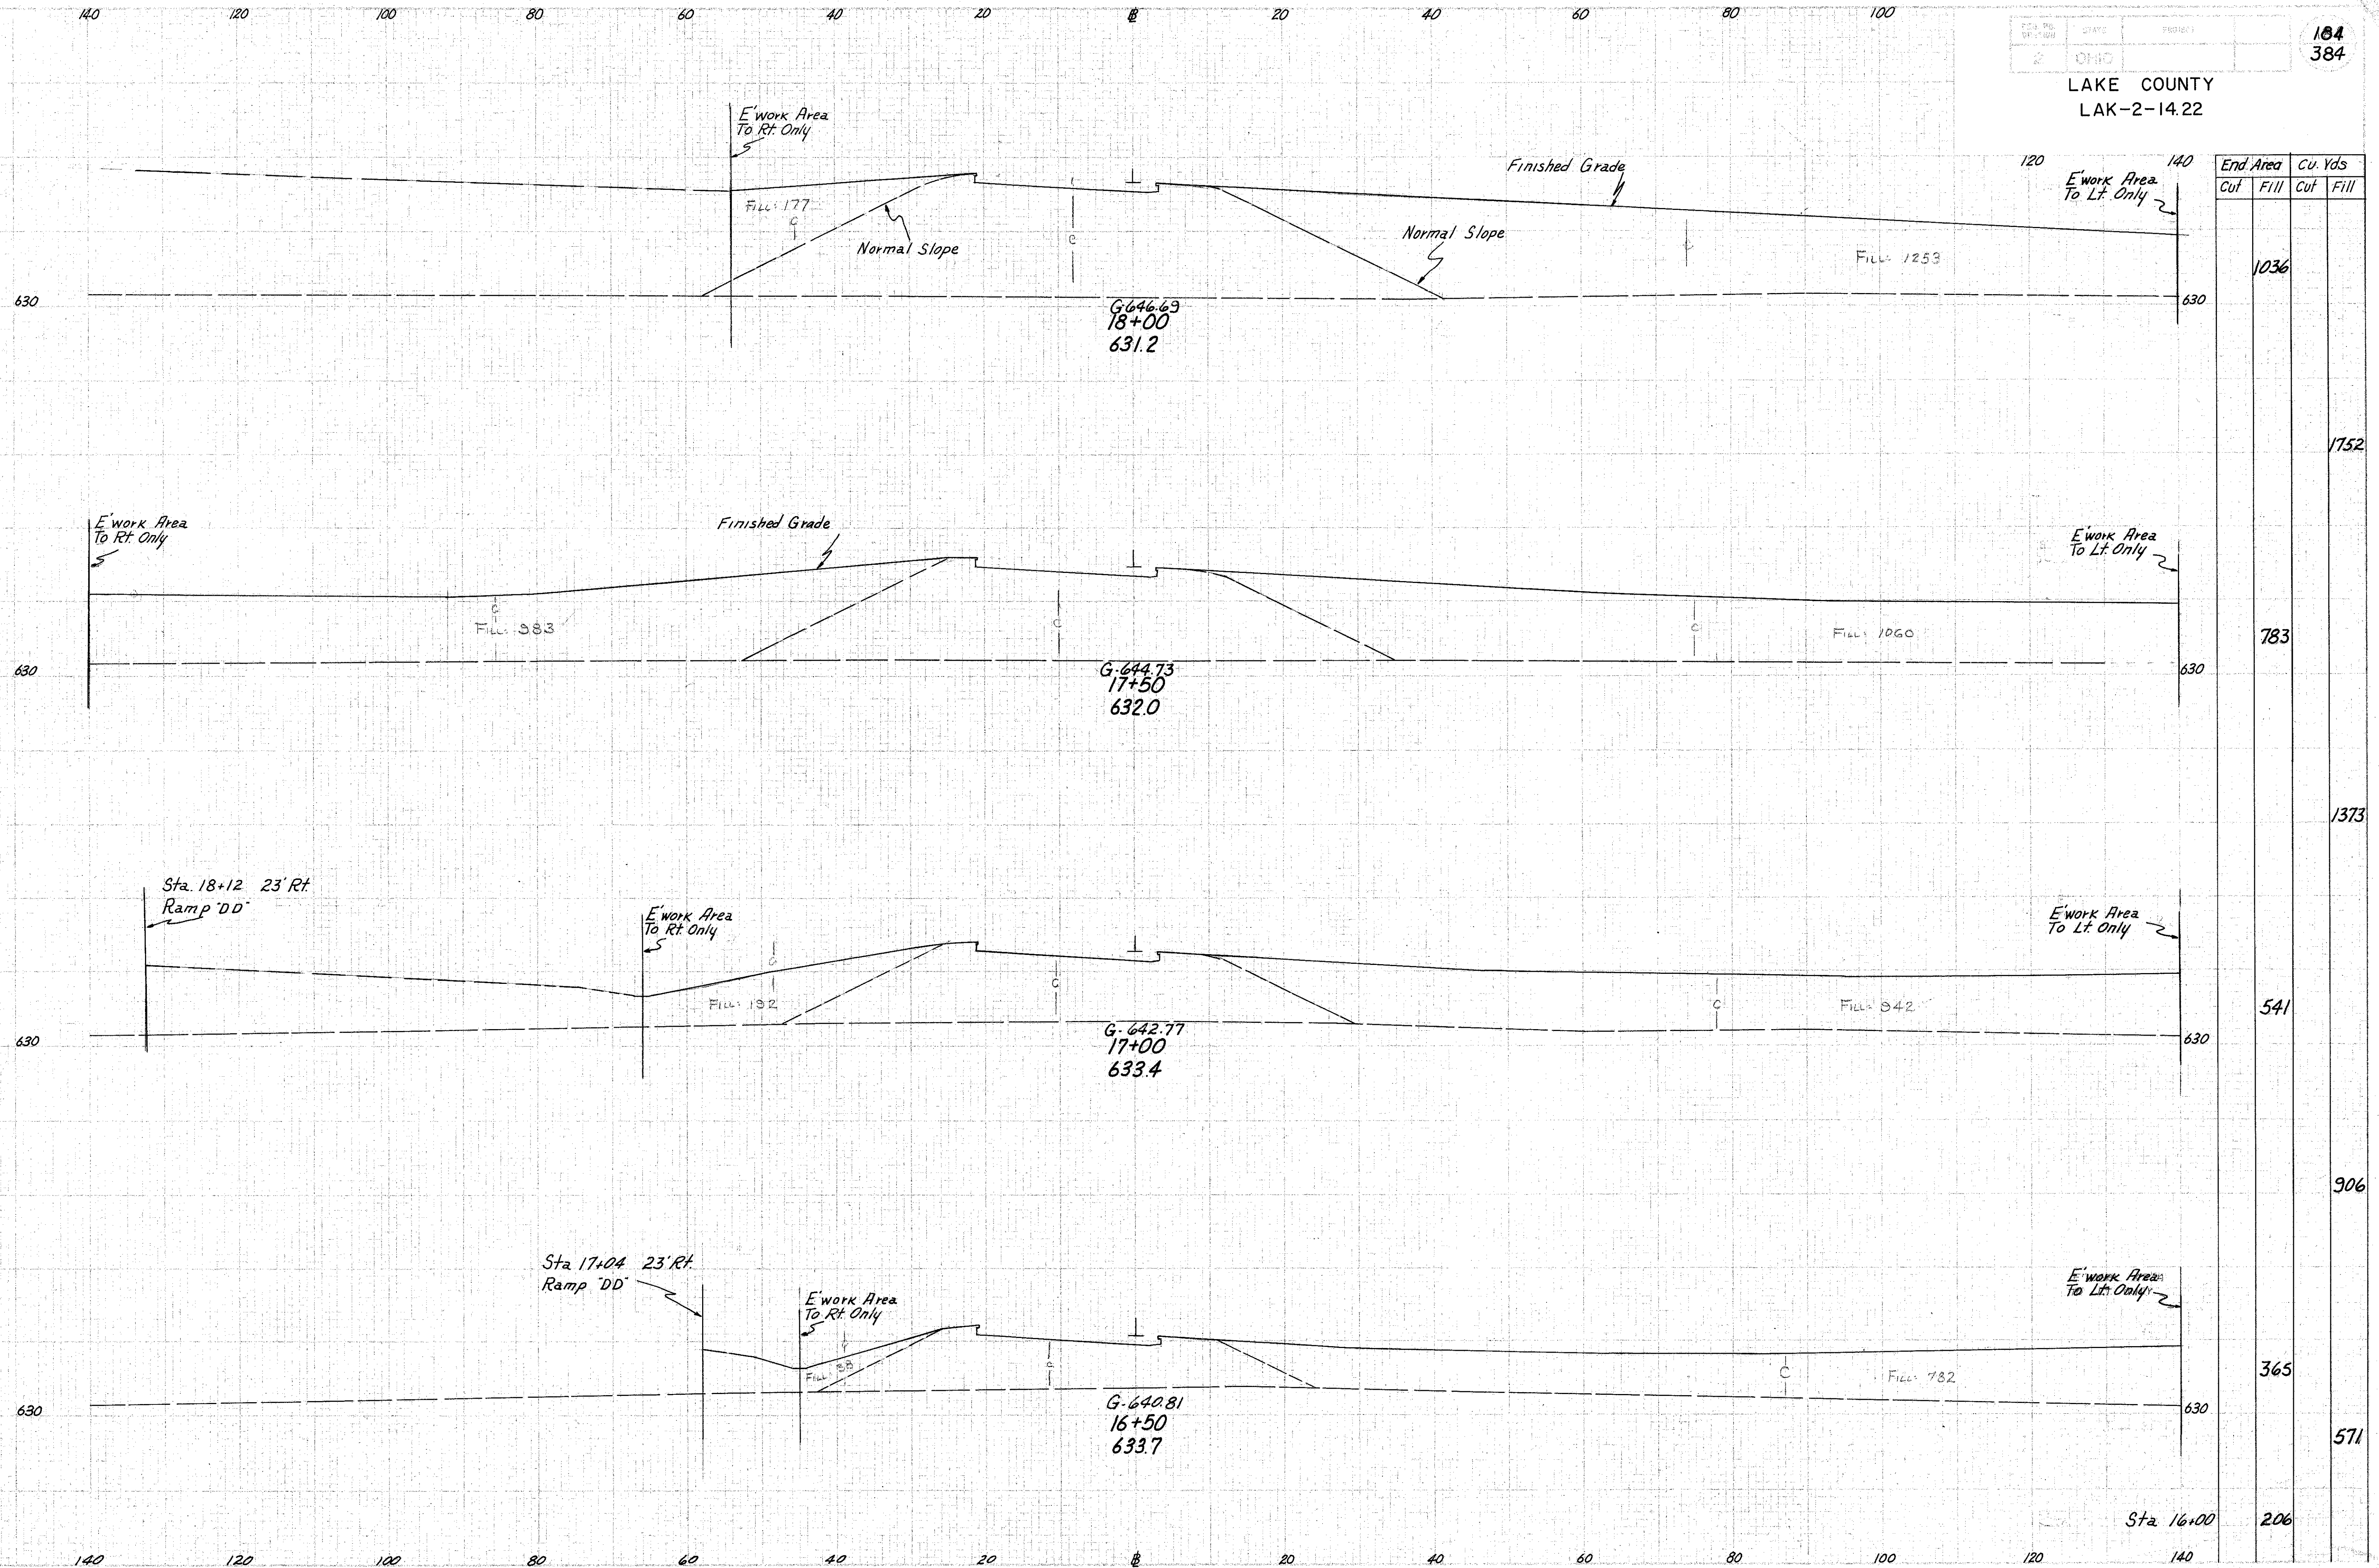 140 120 100 80 60 40 20 ℄ 20 40 60 80 100
FED. RD. DIVISION STATE PROJECT
2 OHIO
184
384
LAKE COUNTY
LAK-2-14.22
120 140
End Area Cu. Yds
Cut Fill Cut Fill
E'work Area
To Rt. Only
Finished Grade
E'work Area
To Lt. Only
Fill: 177
Normal Slope
Normal Slope
Fill: 1253
1036
630
630
G-646.69
18+00
631.2
1752
E'work Area
To Rt. Only
Finished Grade
E'work Area
To Lt. Only
Fill: 983
Fill: 1060
783
630
630
G-644.73
17+50
632.0
1373
Sta. 18+12 23' Rt.
Ramp "DD"
E'work Area
To Rt. Only
E'work Area
To Lt. Only
Fill: 192
Fill: 942
541
630
630
G-642.77
17+00
633.4
906
Sta 17+04 23' Rt.
Ramp "DD"
E'work Area
To Rt. Only
E'work Area
To Lt. Only
Fill: 38
Fill: 782
365
630
630
G-640.81
16+50
633.7
571
Sta 16+00 206
140 120 100 80 60 40 20 ℄ 20 40 60 80 100 120 140